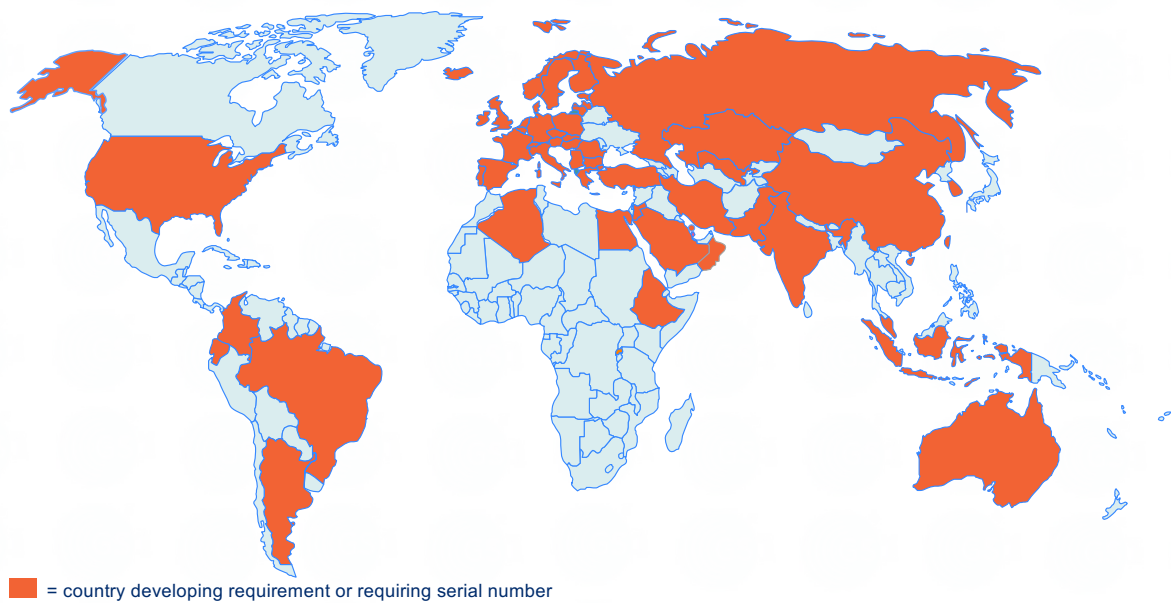 = country developing requirement or requiring serial number